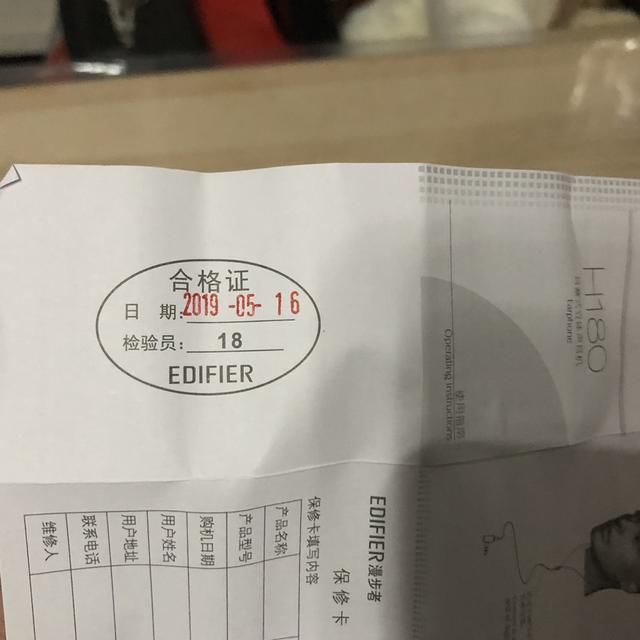 合格证
日 期:2019-05-16
检验员: 18
EDIFIER
H180
Earphone
使用指南
Operating Instructions
EDIFIER漫步者
保修卡
保修卡填写内容
产品名称
产品型号
购机日期
用户姓名
用户地址
联系电话
维修人